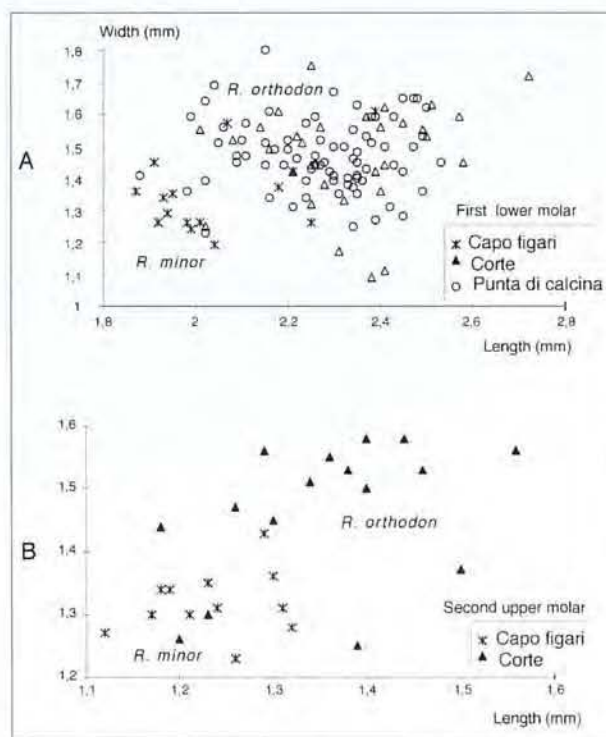 Width (mm)
1,8
1,7
1,6
1,5
1,4
1,3
1,2
1,1
1
R. orthodon
R. minor
A
First lower molar
Capo figari
Corte
Punta di calcina
1,8
2
2,2
2,4
2,6
2,8
Length (mm)
1,6
1,5
1,4
1,3
1,2
R. orthodon
B
Second upper molar
Capo figari
Corte
R. minor
1,1
1,2
1,3
1,4
1,5
1,6
Length (mm)